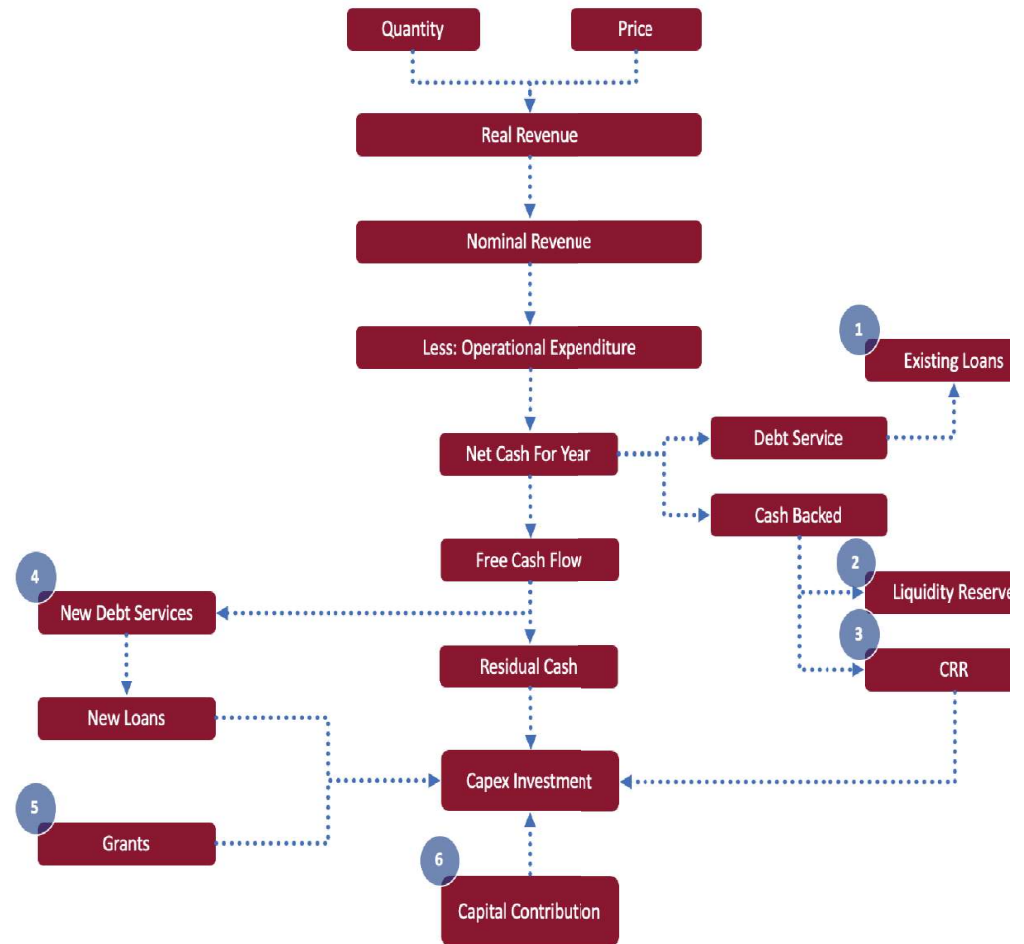 Quantity
Price
Real Revenue
Nominal Revenue
Less: Operational Expenditure
1
Existing Loans
Net Cash For Year
Debt Service
Cash Backed
Free Cash Flow
2
Liquidity Reserve
4
New Debt Services
3
CRR
Residual Cash
New Loans
Capex Investment
5
Grants
6
Capital Contribution